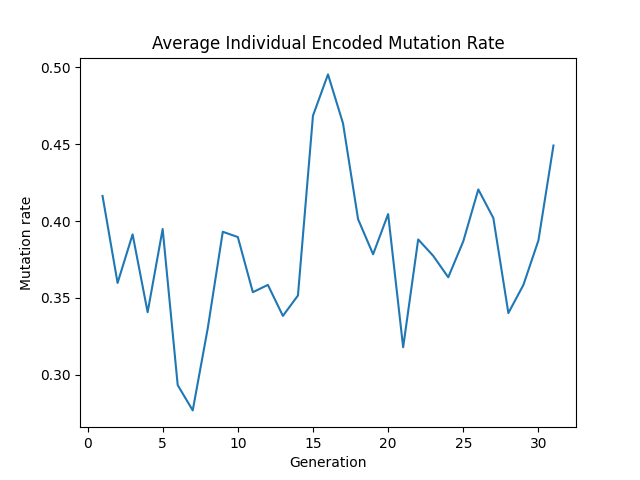 Average Individual Encoded Mutation Rate
0.50
0.45
0.40
0.35
0.30
Mutation rate
0 5 10 15 20 25 30
Generation